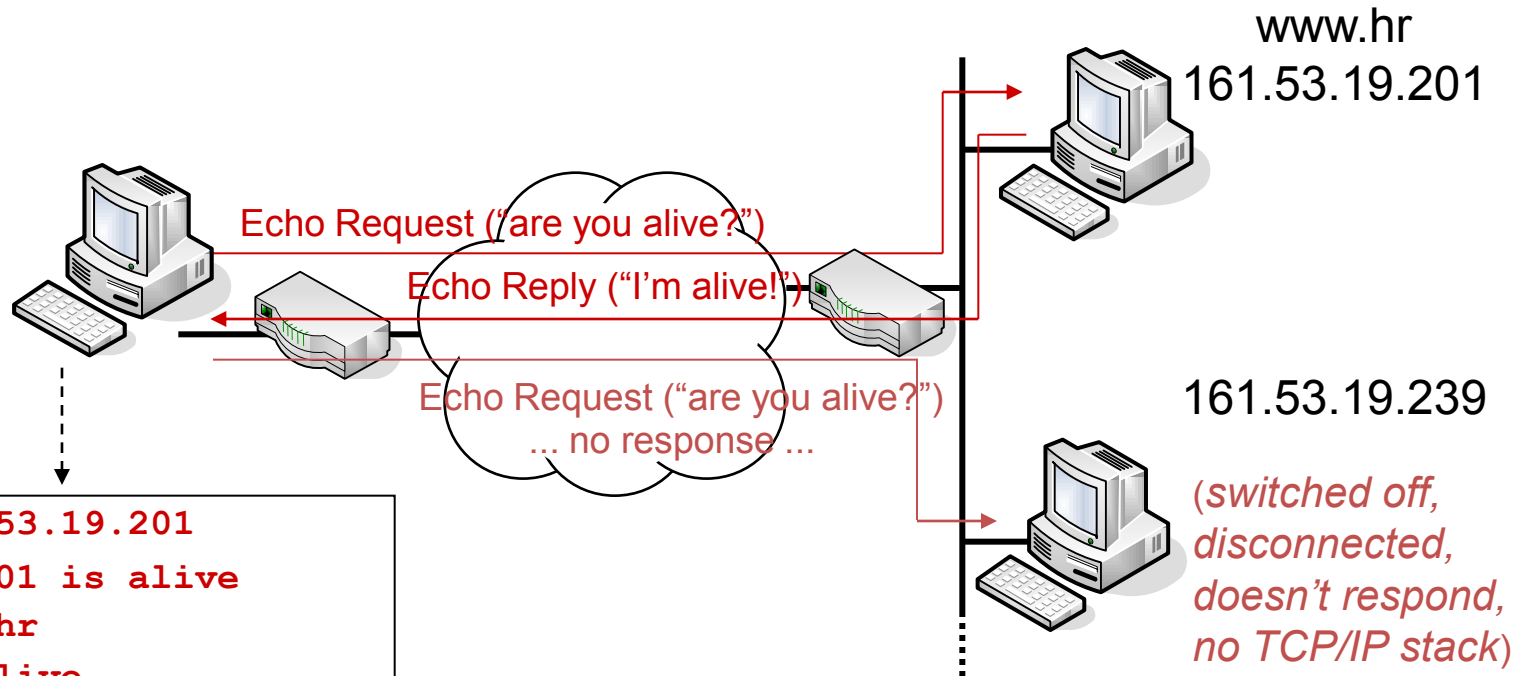 www.hr
161.53.19.201
Echo Request (“are you alive?”)
Echo Reply (“I’m alive!”)
Echo Request (“are you alive?”)
... no response ...
161.53.19.239
(switched off,
disconnected,
doesn’t respond,
no TCP/IP stack)
53.19.201
01 is alive
hr